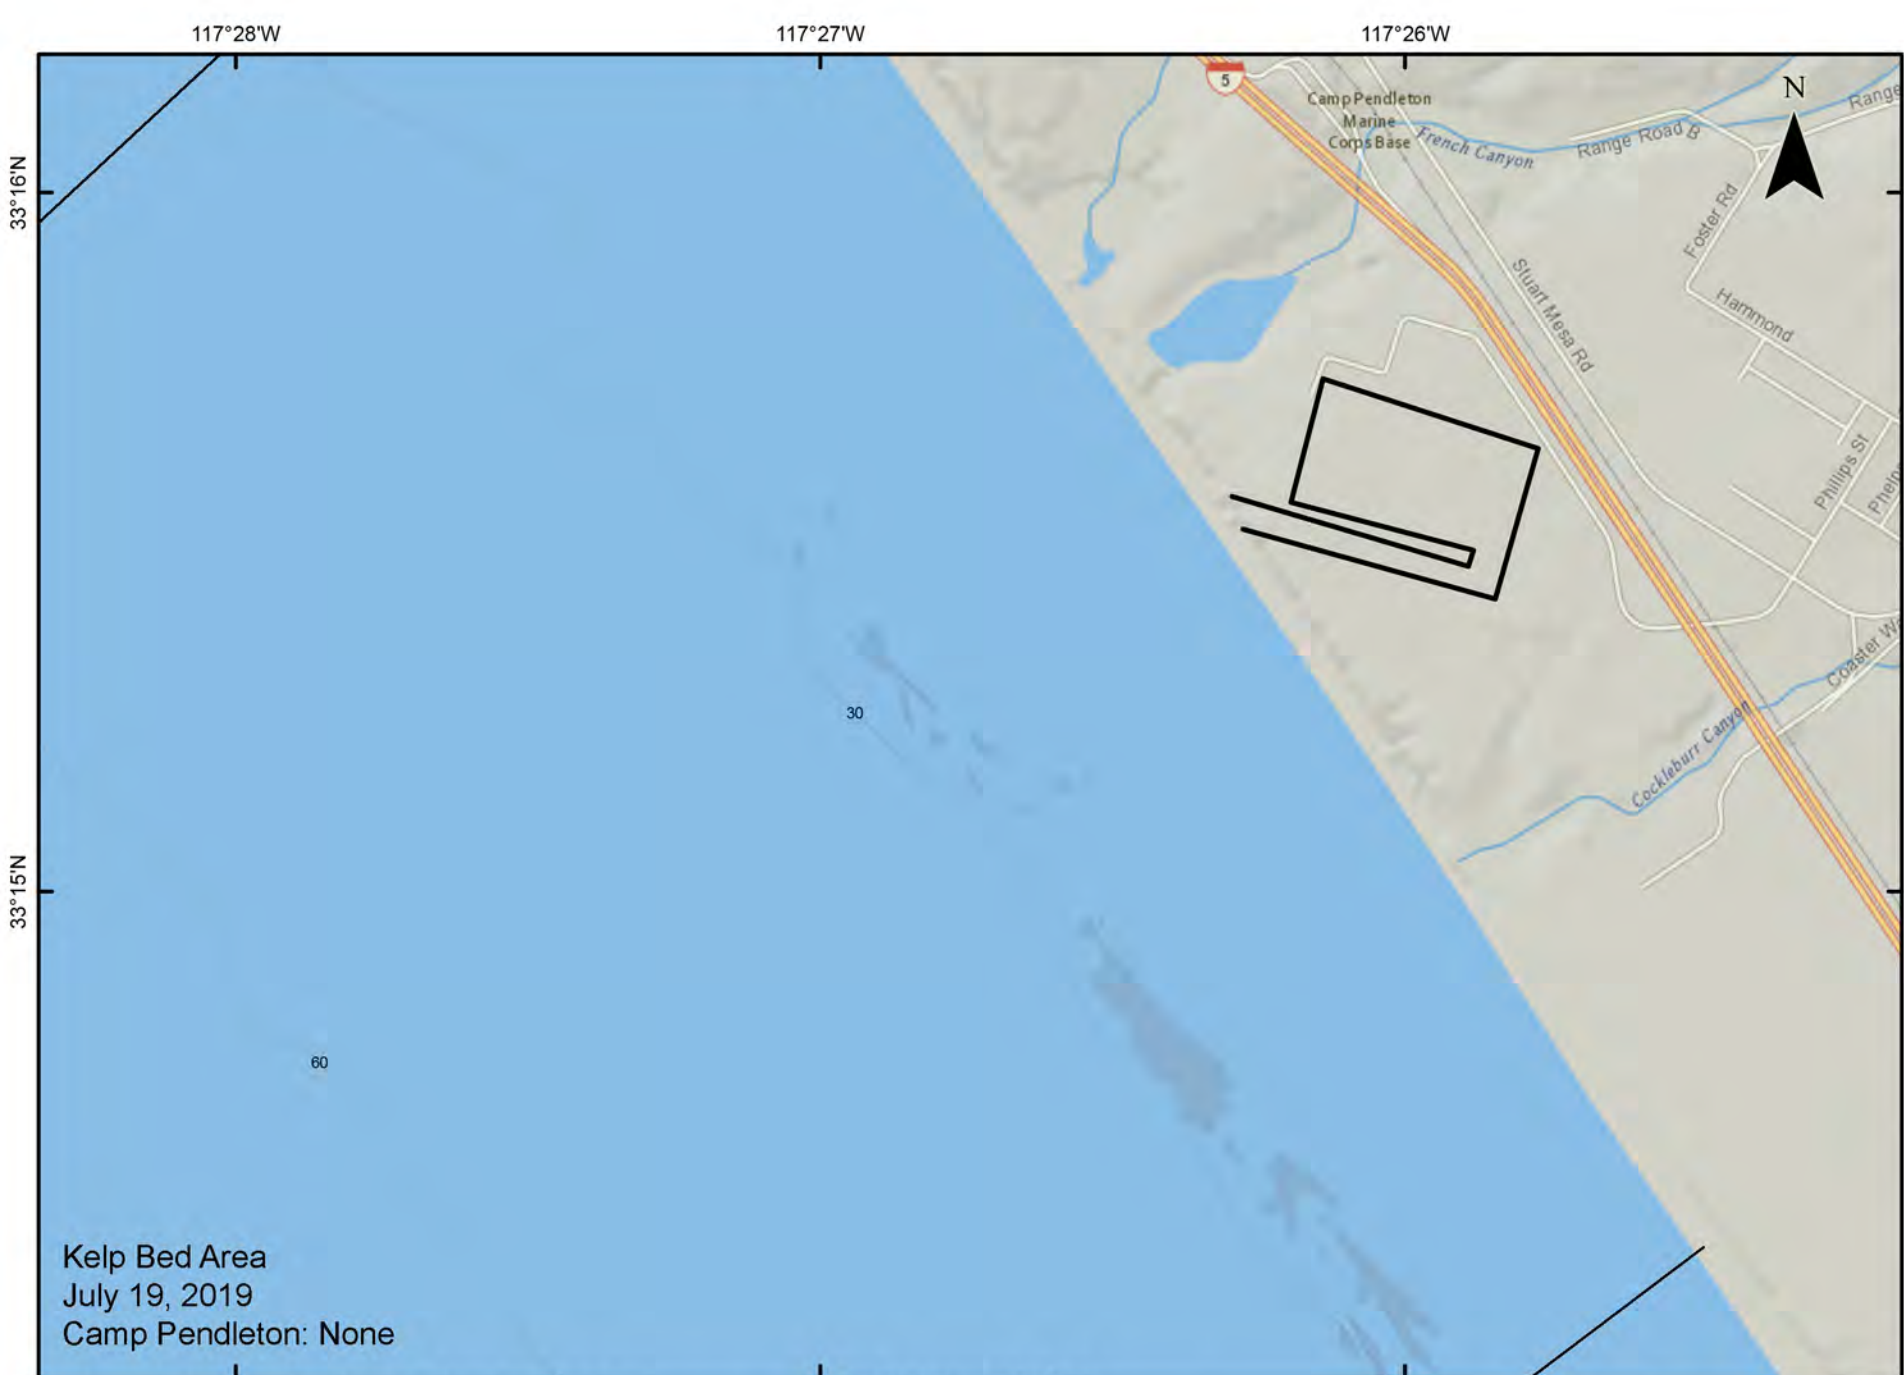 117°28'W
117°27'W
117°26'W
33°16'N
33°15'N
5
Camp Pendleton
Marine
Corps Base
French Canyon
Range Road B
Range
N
Foster Rd
Stuart Mesa Rd
Hammond
Phillips St
Coaster
Cockleburr Canyon
30
60
Kelp Bed Area
July 19, 2019
Camp Pendleton: None